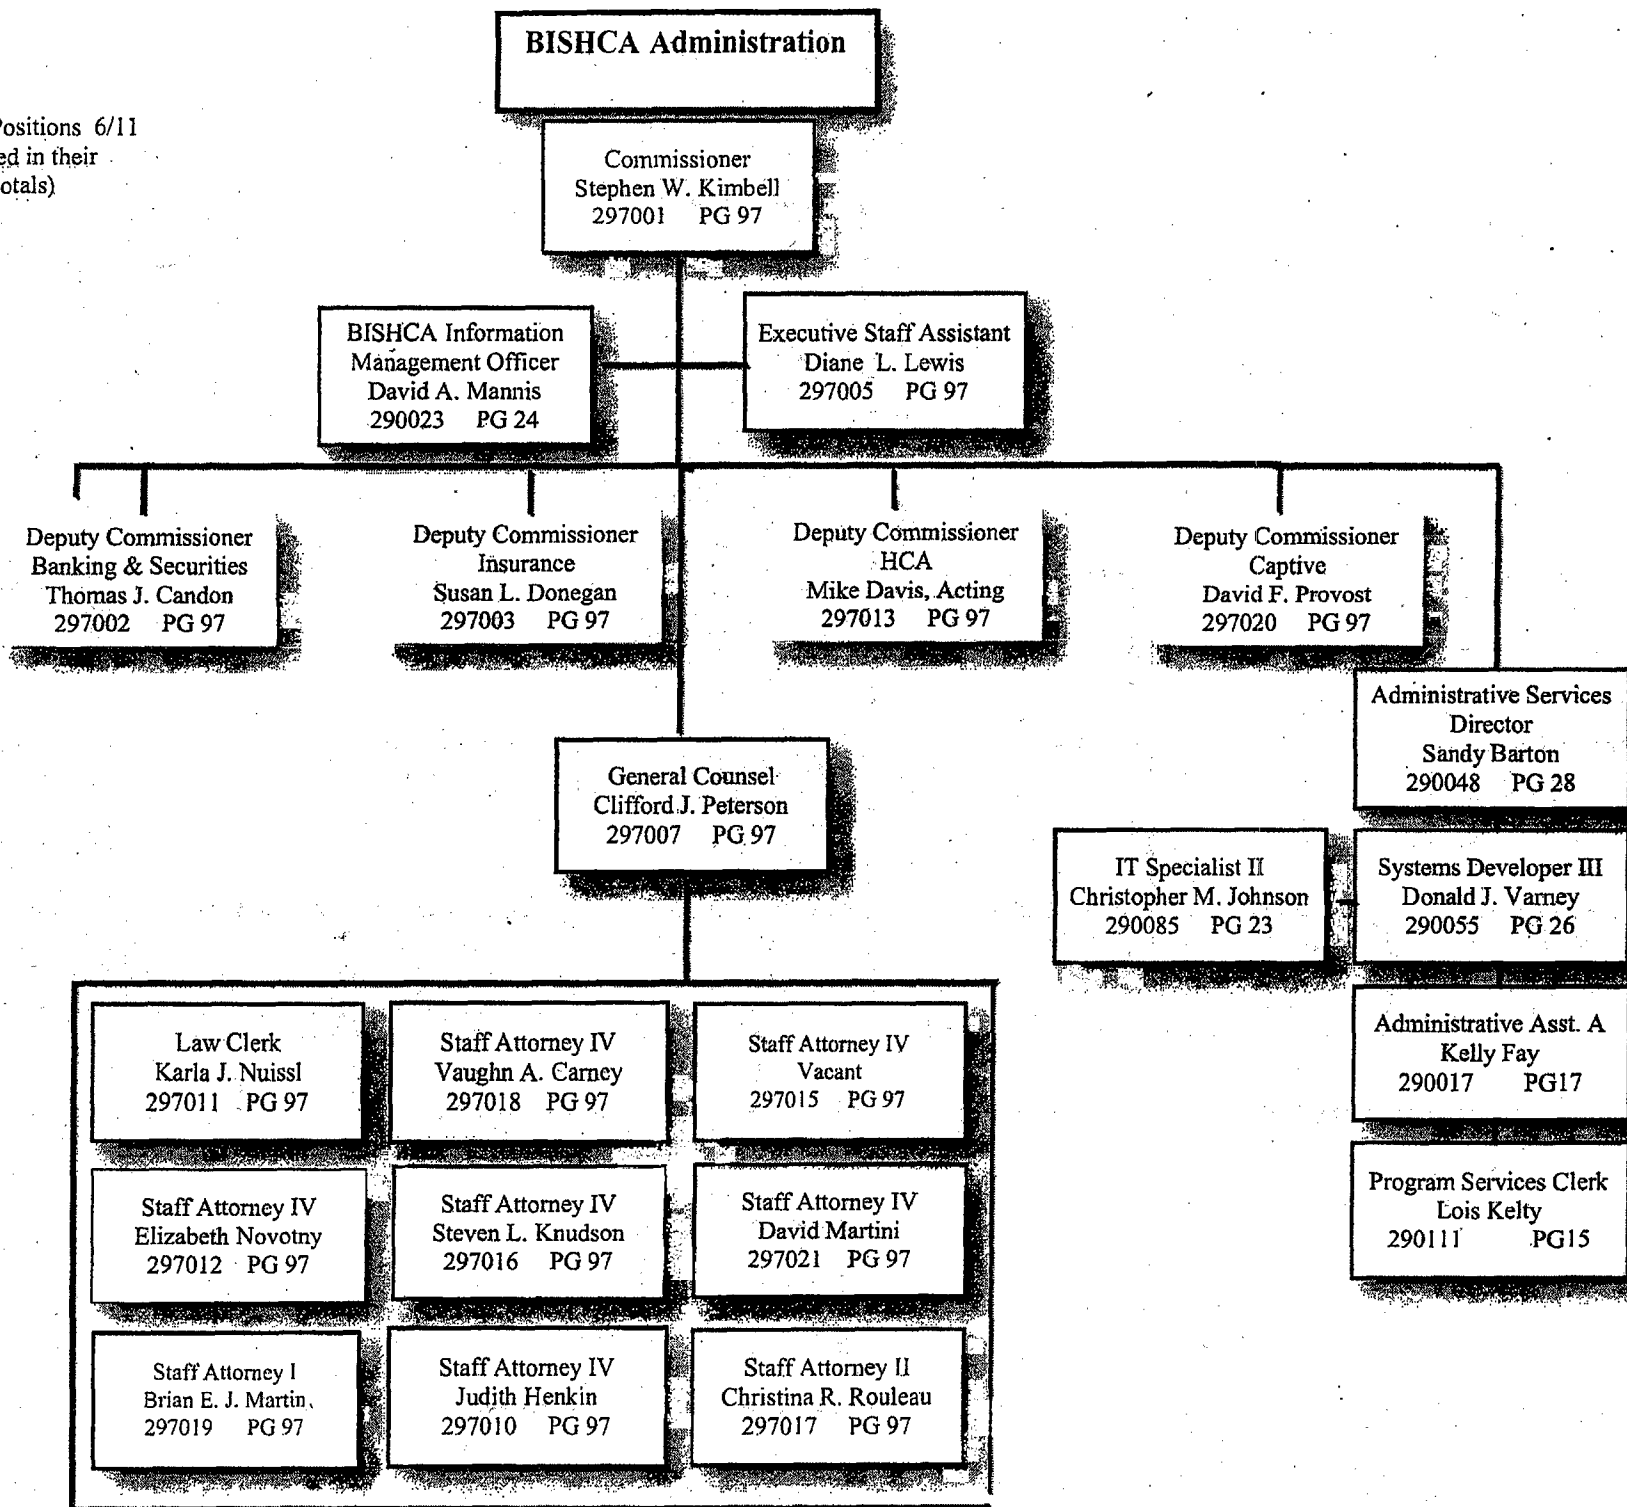 BISHCA Administration
Positions 6/11
ed in their
otals)
Commissioner
Stephen W. Kimbell
297001 PG 97
BISHCA Information
Management Officer
David A. Mannis
290023 PG 24
Executive Staff Assistant
Diane L. Lewis
297005 PG 97
Deputy Commissioner
Banking & Securities
Thomas J. Candon
297002 PG 97
Deputy Commissioner
Insurance
Susan L. Donegan
297003 PG 97
Deputy Commissioner
HCA
Mike Davis, Acting
297013 PG 97
Deputy Commissioner
Captive
David F. Provost
297020 PG 97
Administrative Services
Director
Sandy Barton
290048 PG 28
General Counsel
Clifford J. Peterson
297007 PG 97
IT Specialist II
Christopher M. Johnson
290085 PG 23
Systems Developer III
Donald J. Varney
290055 PG 26
Administrative Asst. A
Kelly Fay
290017 PG17
Program Services Clerk
Lois Kelty
290111 PG15
Law Clerk
Karla J. Nuissl
297011 PG 97
Staff Attorney IV
Vaughn A. Carney
297018 PG 97
Staff Attorney IV
Vacant
297015 PG 97
Staff Attorney IV
Elizabeth Novotny
297012 PG 97
Staff Attorney IV
Steven L. Knudson
297016 PG 97
Staff Attorney IV
David Martini
297021 PG 97
Staff Attorney I
Brian E. J. Martin
297019 PG 97
Staff Attorney IV
Judith Henkin
297010 PG 97
Staff Attorney II
Christina R. Rouleau
297017 PG 97